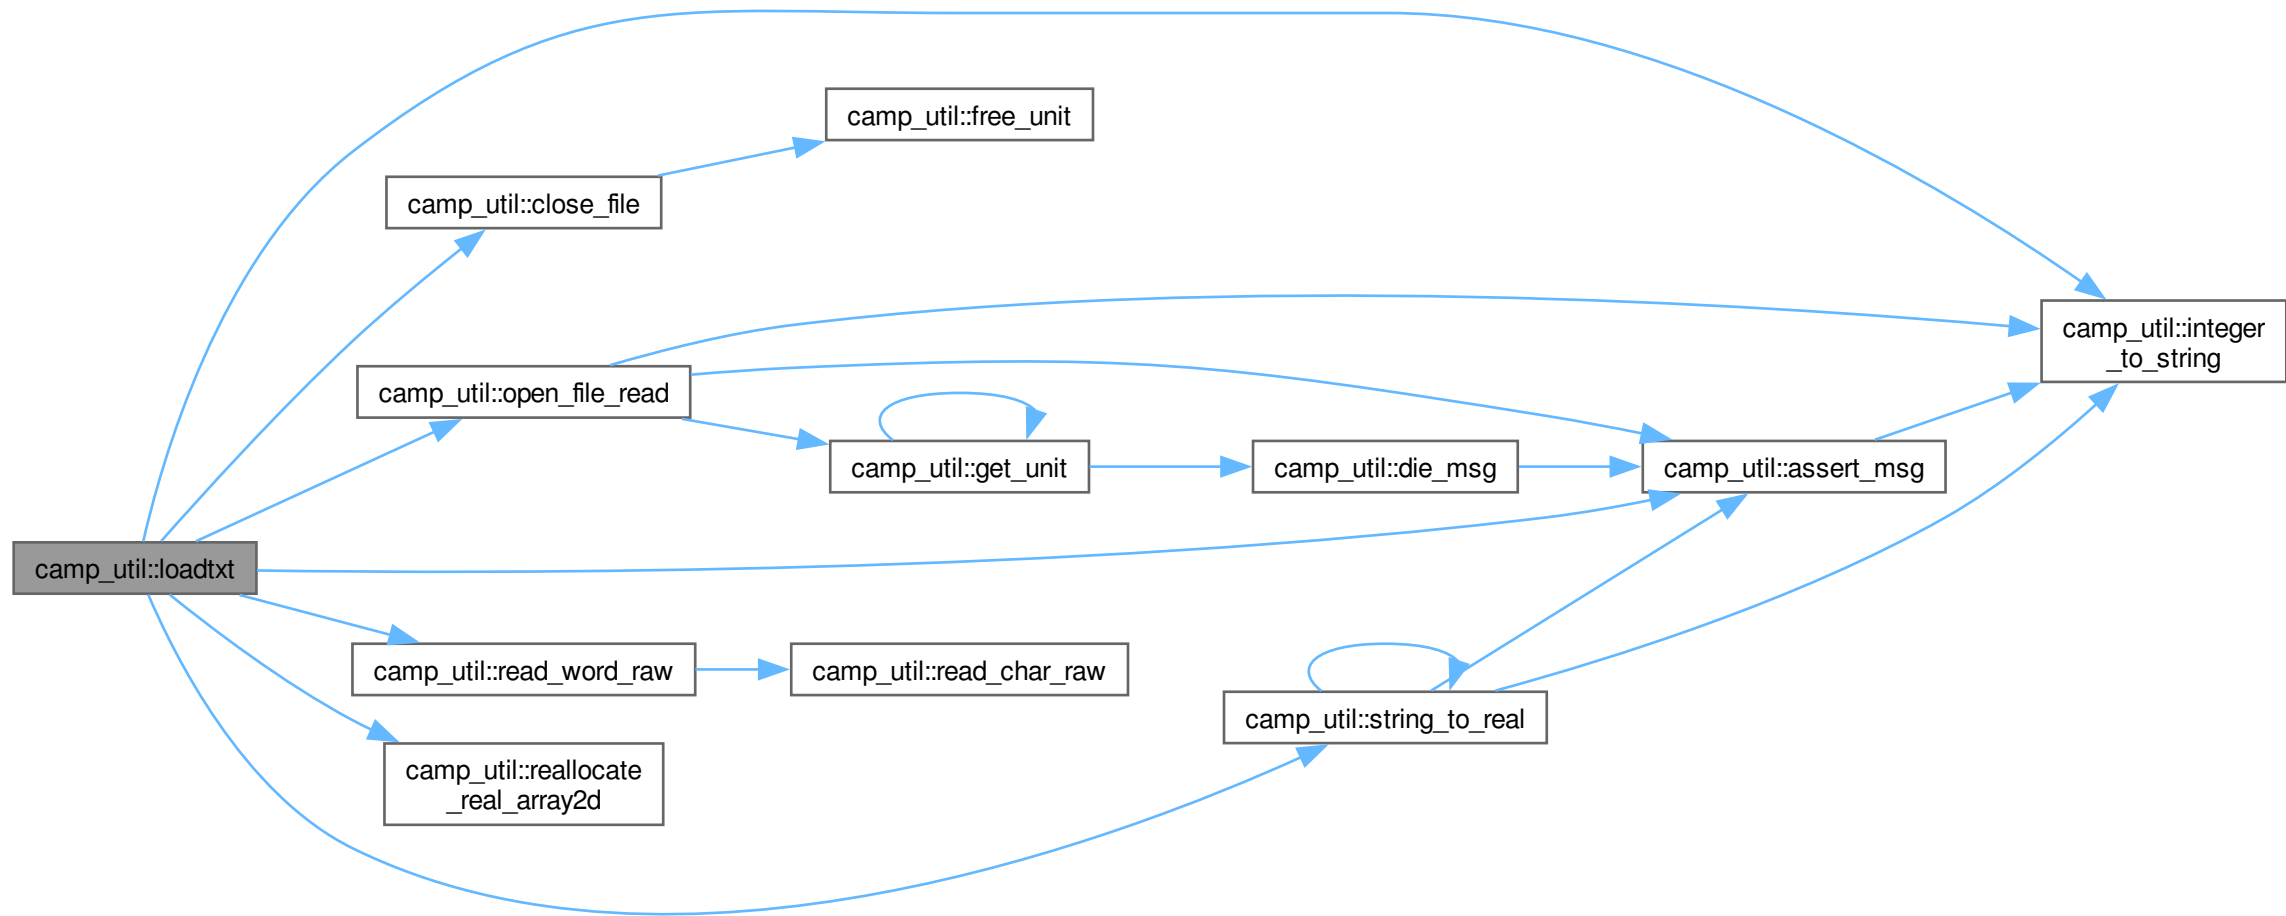 camp_util::free_unit
camp_util::close_file
camp_util::integer
_to_string
camp_util::open_file_read
camp_util::get_unit
camp_util::die_msg
camp_util::assert_msg
camp_util::loadtxt
camp_util::read_word_raw
camp_util::read_char_raw
camp_util::string_to_real
camp_util::reallocate
_real_array2d